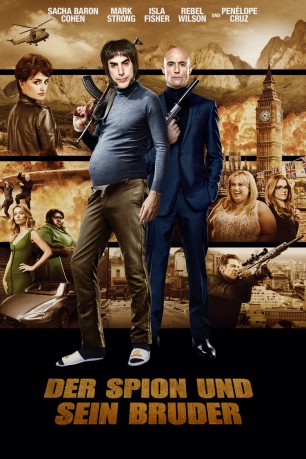 SACHA BARON COHEN
MARK STRONG
ISLA FISHER
REBEL WILSON
UND
PENÉLOPE CRUZ
DER SPION UND
SEIN BRUDER